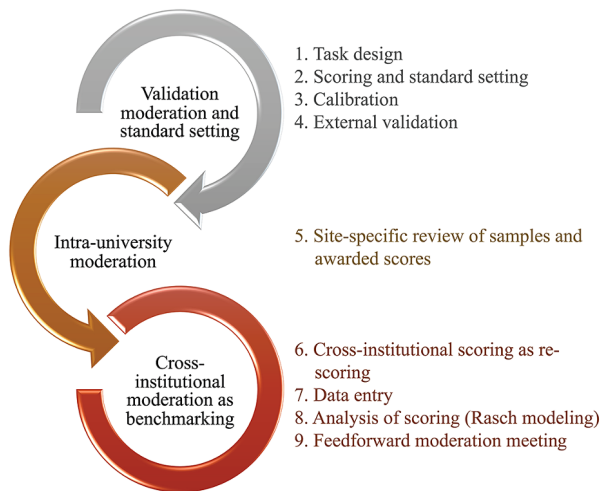 Validation
moderation and
standard setting
1. Task design
2. Scoring and standard setting
3. Calibration
4. External validation
Intra-university
moderation
5. Site-specific review of samples and
awarded scores
Cross-
institutional
moderation as
benchmarking
6. Cross-institutional scoring as re-
scoring
7. Data entry
8. Analysis of scoring (Rasch modeling)
9. Feedforward moderation meeting